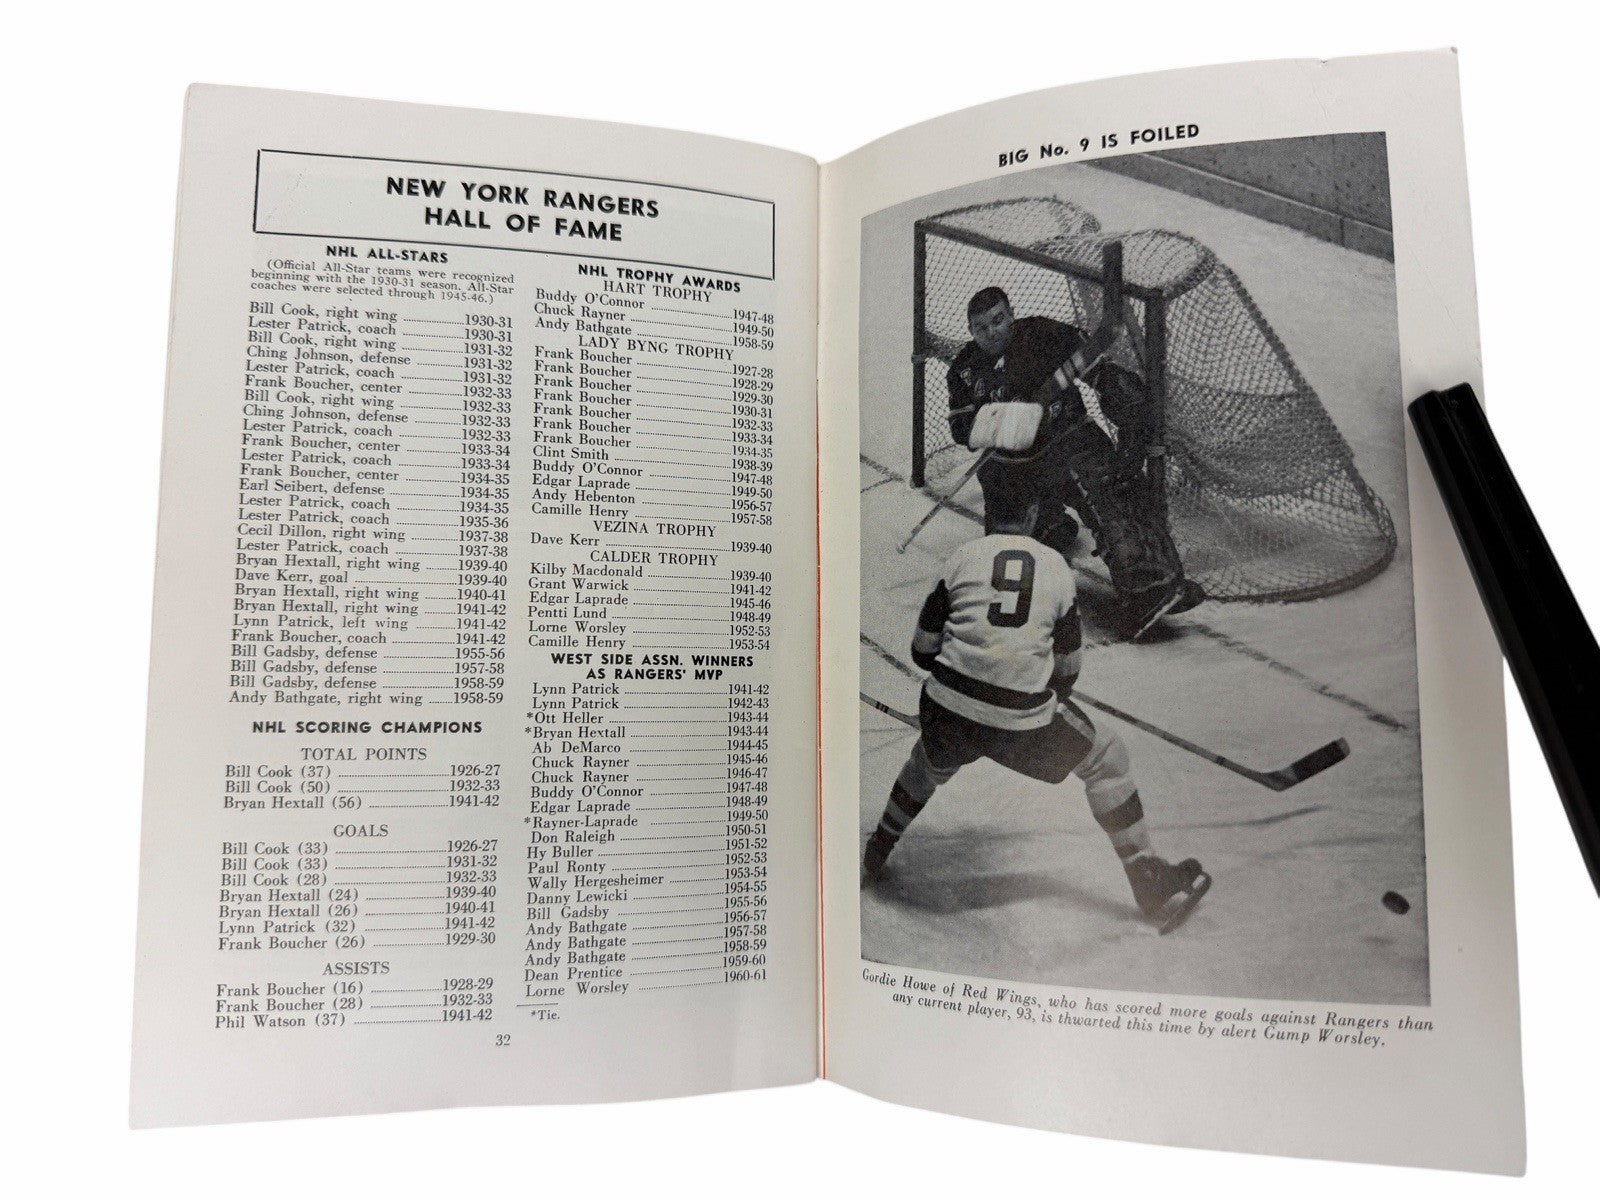 NEW YORK RANGERS
HALL OF FAME
NHL ALL-STARS
(Official All-Star teams were recognized
beginning with the 1930-31 season. All-Star
coaches were selected through 1945-46.)
Bill Cook, right wing 1930-31
Lester Patrick, coach 1930-31
Bill Cook, right wing 1931-32
Ching Johnson, defense 1931-32
Lester Patrick, coach 1931-32
Frank Boucher, center 1932-33
Bill Cook, right wing 1932-33
Ching Johnson, defense 1932-33
Lester Patrick, coach 1932-33
Frank Boucher, center 1933-34
Lester Patrick, coach 1933-34
Frank Boucher, center 1934-35
Earl Seibert, defense 1934-35
Lester Patrick, coach 1934-35
Lester Patrick, coach 1935-36
Cecil Dillon, right wing 1937-38
Lester Patrick, coach 1937-38
Bryan Hextall, right wing 1939-40
Dave Kerr, goal 1939-40
Bryan Hextall, right wing 1940-41
Bryan Hextall, right wing 1941-42
Lynn Patrick, left wing 1941-42
Frank Boucher, coach 1941-42
Bill Gadsby, defense 1955-56
Bill Gadsby, defense 1957-58
Bill Gadsby, defense 1958-59
Andy Bathgate, right wing 1958-59
NHL SCORING CHAMPIONS
TOTAL POINTS
Bill Cook (37) 1926-27
Bill Cook (50) 1932-33
Bryan Hextall (56) 1941-42
GOALS
Bill Cook (33) 1926-27
Bill Cook (33) 1931-32
Bill Cook (28) 1932-33
Bryan Hextall (24) 1939-40
Bryan Hextall (26) 1940-41
Lynn Patrick (32) 1941-42
Frank Boucher (26) 1929-30
ASSISTS
Frank Boucher (16) 1928-29
Frank Boucher (28) 1932-33
Phil Watson (37) 1941-42
NHL TROPHY AWARDS
HART TROPHY
Buddy O'Connor 1947-48
Chuck Rayner 1949-50
Andy Bathgate 1958-59
LADY BYNG TROPHY
Frank Boucher 1927-28
Frank Boucher 1928-29
Frank Boucher 1929-30
Frank Boucher 1930-31
Frank Boucher 1932-33
Frank Boucher 1933-34
Frank Boucher 1934-35
Clint Smith 1938-39
Buddy O'Connor 1947-48
Edgar Laprade 1949-50
Andy Hebenton 1956-57
Camille Henry 1957-58
VEZINA TROPHY
Dave Kerr 1939-40
CALDER TROPHY
Kilby Macdonald 1939-40
Grant Warwick 1941-42
Edgar Laprade 1945-46
Pentti Lund 1948-49
Lorne Worsley 1952-53
Camille Henry 1953-54
WEST SIDE ASSN. WINNERS
AS RANGERS' MVP
Lynn Patrick 1941-42
Lynn Patrick 1942-43
*Ott Heller 1943-44
*Bryan Hextall 1943-44
Ab DeMarco 1944-45
Chuck Rayner 1945-46
Chuck Rayner 1946-47
Buddy O'Connor 1947-48
Edgar Laprade 1948-49
*Rayner-Laprade 1949-50
Don Raleigh 1950-51
Hy Buller 1951-52
Paul Ronty 1952-53
Wally Hergesheimer 1953-54
Danny Lewicki 1954-55
Bill Gadsby 1955-56
Andy Bathgate 1956-57
Andy Bathgate 1957-58
Andy Bathgate 1958-59
Dean Prentice 1959-60
Lorne Worsley 1960-61
*Tie.
32
BIG No. 9 IS FOILED
9
Gordie Howe of Red Wings, who has scored more goals against Rangers than
any current player, 93, is thwarted this time by alert Gump Worsley.